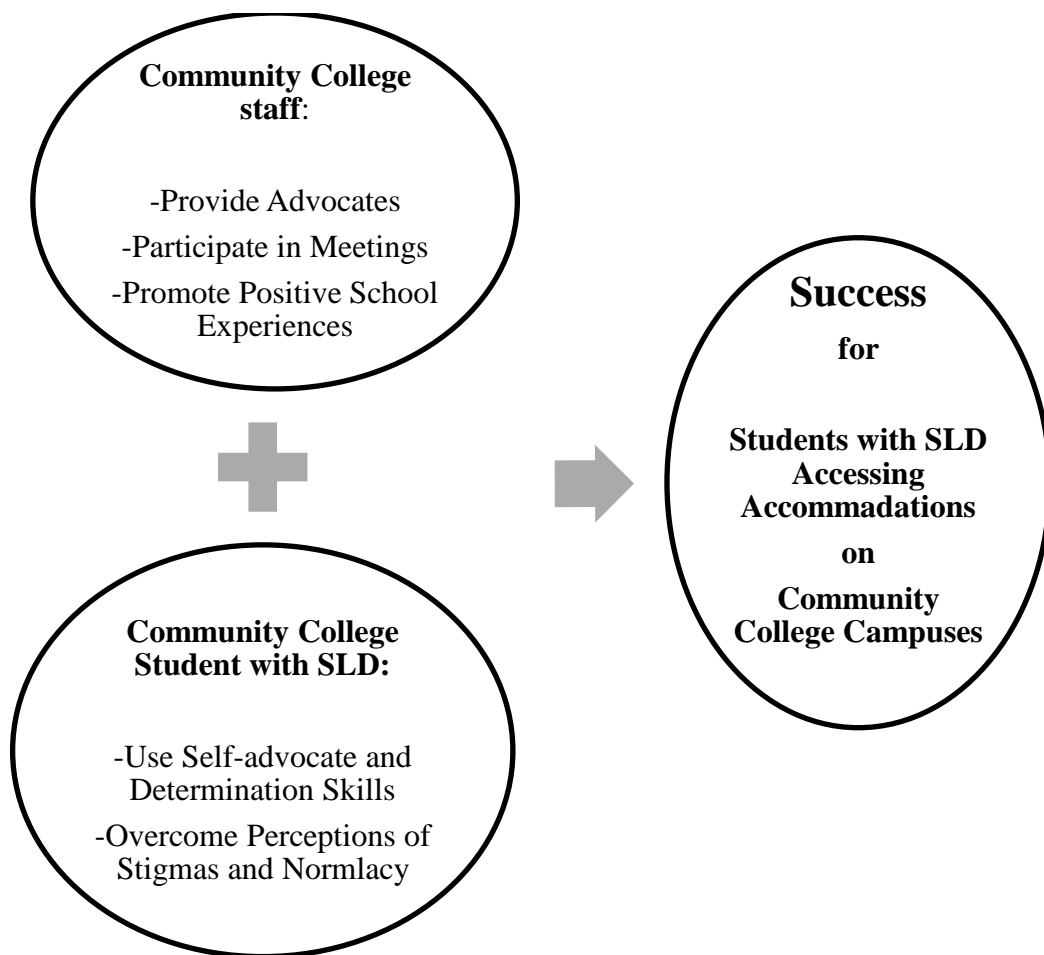 Community College
staff:
-Provide Advocates
-Participate in Meetings
-Promote Positive School
Experiences
Community College
Student with SLD:
-Use Self-advocate and
Determination Skills
-Overcome Perceptions of
Stigmas and Normlacy
Success
for
Students with SLD
Accessing
Accommadations
on
Community
College Campuses